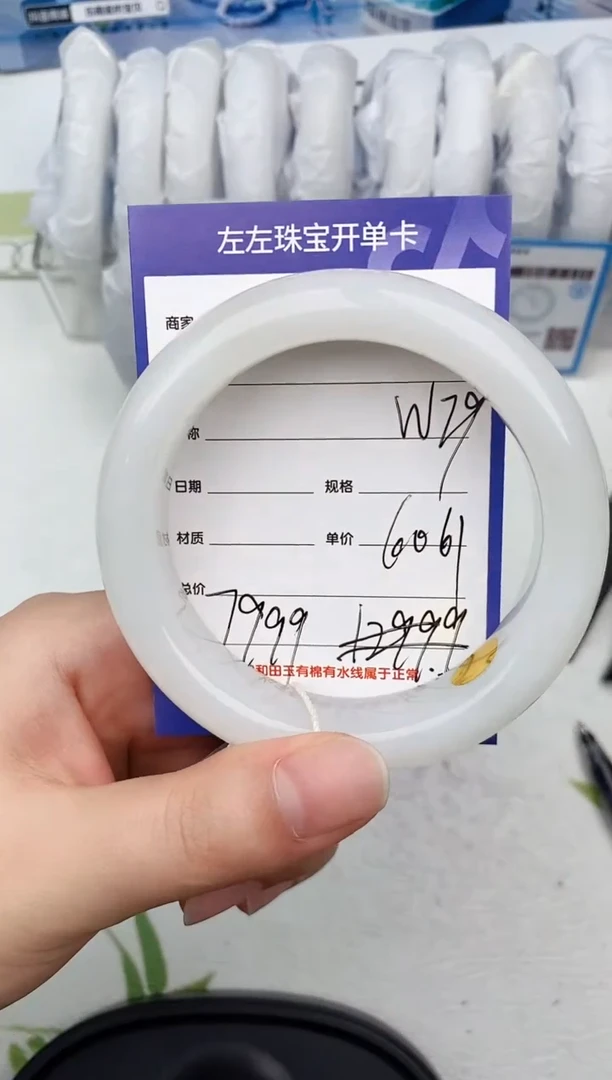 左左珠宝开单卡
商家
称 W79
日期 规格
材质 单价 6061
总价
7999 12999
和田玉有棉有水线属于正常